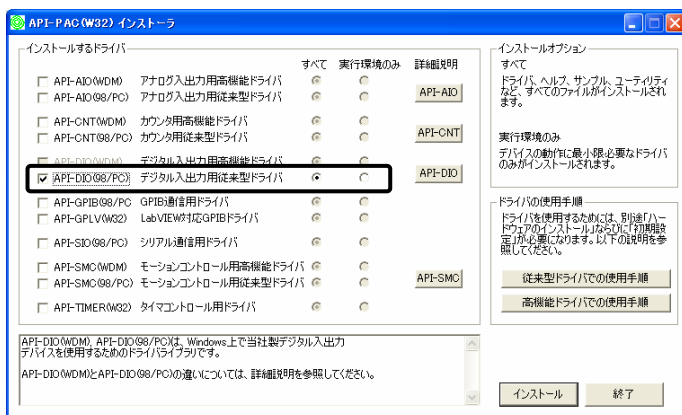 API-PAC(W32) インストーラ
インストールするドライバ
すべて 実行環境のみ 詳細説明
API-AIO(WDM) アナログ入出力用高機能ドライバ
API-AIO(98/PC) アナログ入出力用従来型ドライバ
API-AIO
API-CNT(WDM) カウンタ用高機能ドライバ
API-CNT(98/PC) カウンタ用従来型ドライバ
API-CNT
API-DIO(WDM) デジタル入出力用高機能ドライバ
API-DIO(98/PC) デジタル入出力用従来型ドライバ
API-DIO
API-GPIB(98/PC GPIB通信用ドライバ
API-GPLV(W32) LabVIEW対応GPIBドライバ
API-SIO(98/PC) シリアル通信用ドライバ
API-SMC(WDM) モーションコントロール用高機能ドライバ
API-SMC(98/PC) モーションコントロール用従来型ドライバ
API-SMC
API-TIMER(W32) タイマコントロール用ドライバ
インストールオプション
すべて
ドライバ、ヘルプ、サンプル、ユーティリティ
など、すべてのファイルがインストールされ
ます。
実行環境のみ
デバイスの動作に最小限必要なドライバ
のみがインストールされます。
ドライバの使用手順
ドライバを使用するためには、別途「ハー
ドウェアのインストール」ならびに「初期設
定」が必要になります。以下の説明を参
照してください。
従来型ドライバでの使用手順
高機能ドライバでの使用手順
API-DIO(WDM), API-DIO(98/PC)は、Windows上で当社製デジタル入出力
デバイスを使用するためのドライバライブラリです。
API-DIO(WDM)とAPI-DIO(98/PC)の違いについては、詳細説明を参照してください。
インストール 終了